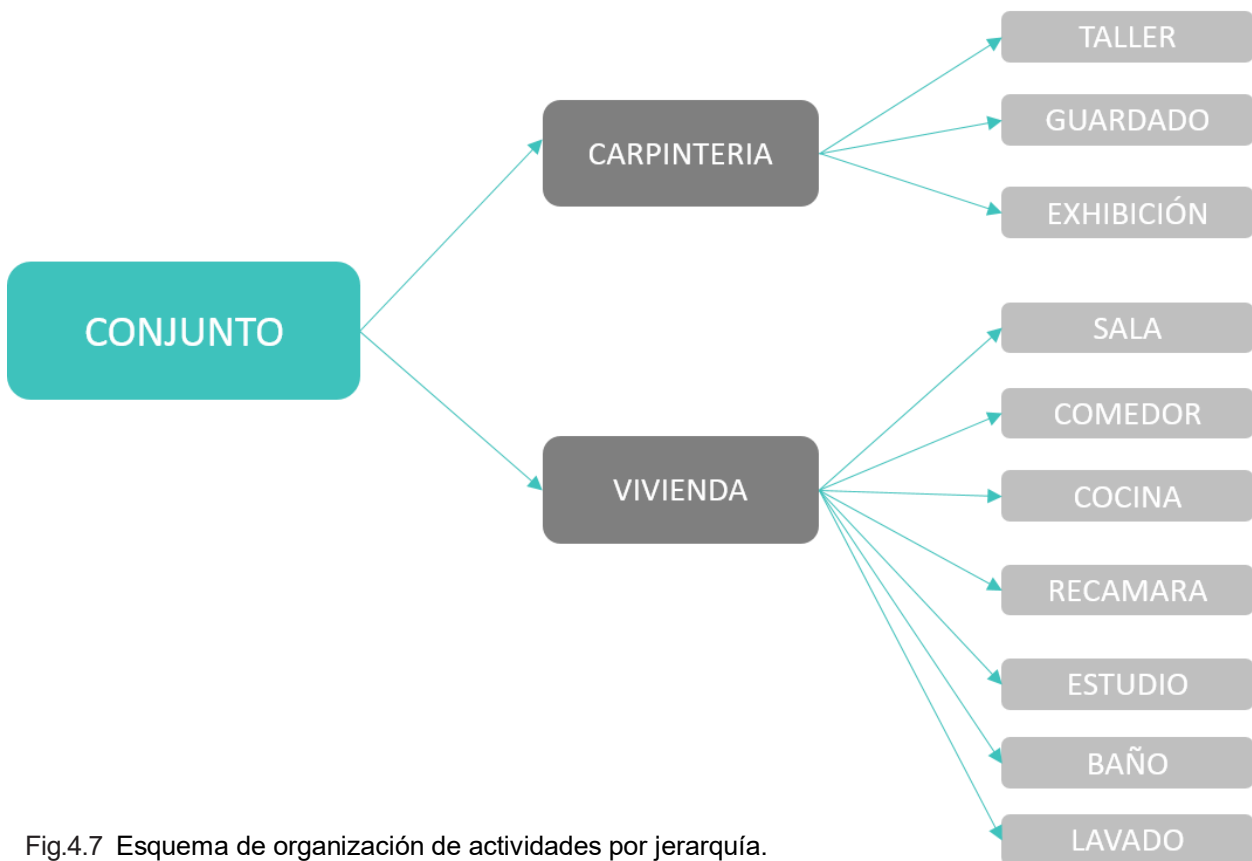 TALLER
GUARDADO
CARPINTERIA
EXHIBICIÓN
CONJUNTO
SALA
COMEDOR
VIVIENDA
COCINA
RECAMARA
ESTUDIO
BAÑO
LAVADO
Fig.4.7 Esquema de organización de actividades por jerarquía.